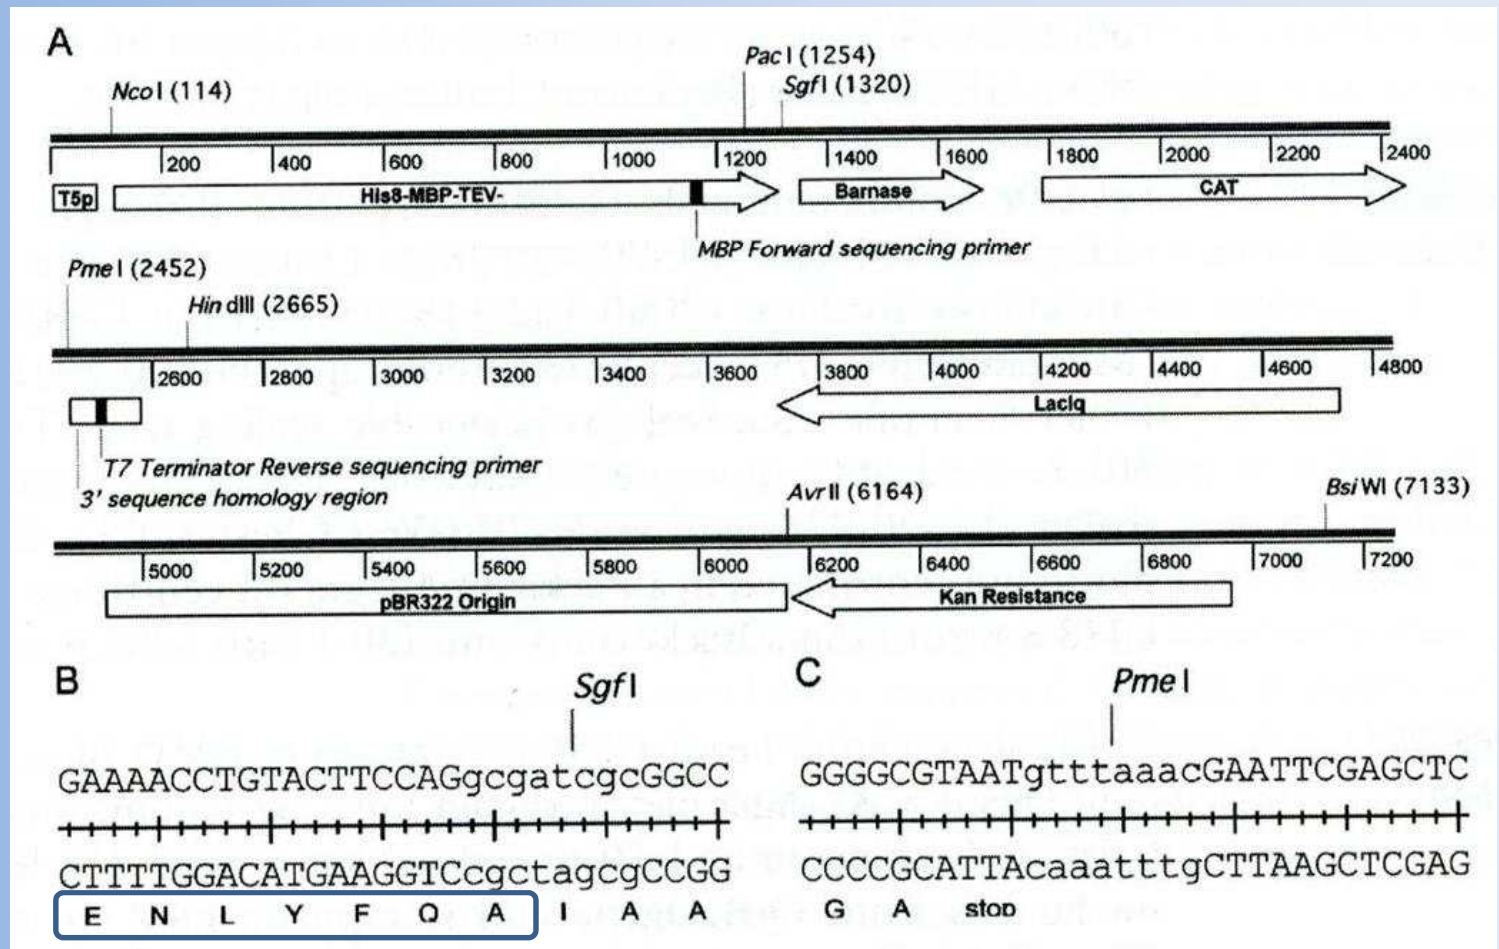 A
PacI (1254)
NcoI (114)
SgfI (1320)
200 400 600 800 1000 1200 1400 1600 1800 2000 2200 2400
T5p His8-MBP-TEV- Barnase CAT
MBP Forward sequencing primer
PmeI (2452)
HindIII (2665)
2600 2800 3000 3200 3400 3600 3800 4000 4200 4400 4600 4800
LacIq
T7 Terminator Reverse sequencing primer
3' sequence homology region
AvrII (6164)
BsiWI (7133)
5000 5200 5400 5600 5800 6000 6200 6400 6600 6800 7000 7200
pBR322 Origin Kan Resistance
B
SgfI
GAAAACCTGTACTTCCAGgcgatcgcGGCC
CTTTTGGACATGAAGGTCcgctagcgCCGG
E N L Y F Q A I A A
C
PmeI
GGGGCGTAATgtttaaacGAATTCGAGCTC
CCCCGCATTAcaaatttgCTTAAGCTCGAG
G A stop